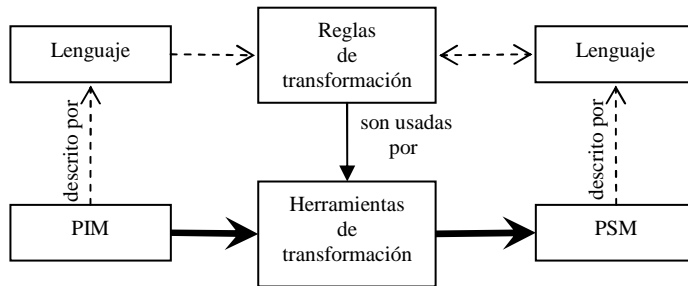 Lenguaje
Reglas
de
transformación
Lenguaje
descrito por
son usadas
por
descrito por
PIM
Herramientas
de
transformación
PSM